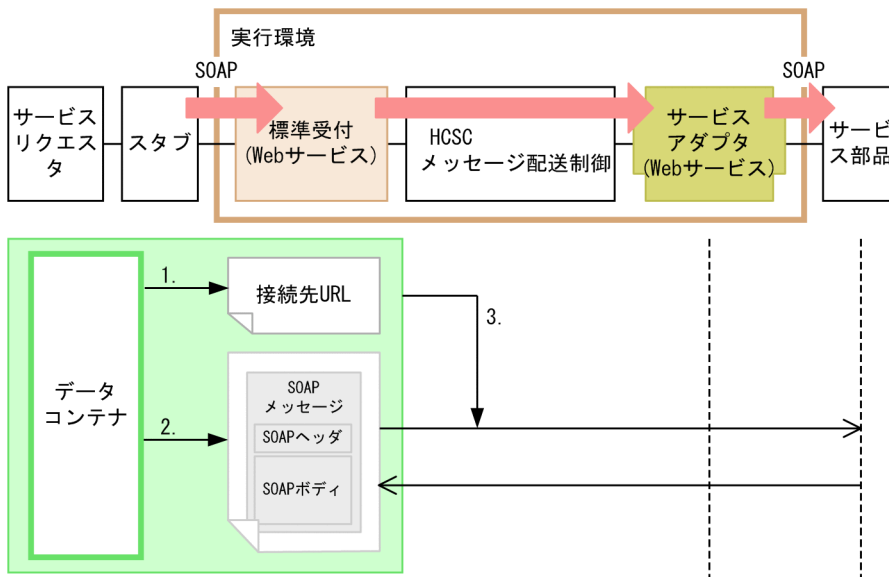 実行環境
SOAP
SOAP
サービス
リクエス
タ
スタブ
標準受付
(Webサービス)
HCSC
メッセージ配送制御
サービス
アダプタ
(Webサービス)
サービ
ス部品
データ
コンテナ
1.
接続先URL
3.
2.
SOAP
メッセージ
SOAPヘッダ
SOAPボディ